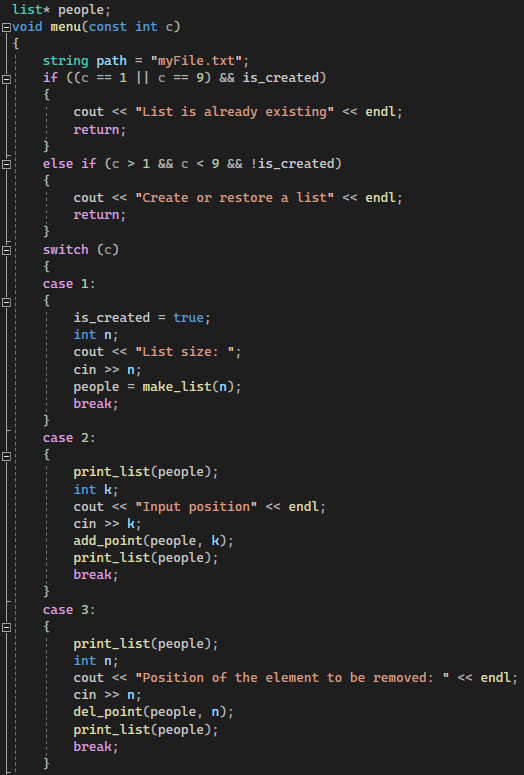 list* people;
void menu(const int c)
{
    string path = "myFile.txt";
    if ((c == 1 || c == 9) && is_created)
    {
        cout << "List is already existing" << endl;
        return;
    }
    else if (c > 1 && c < 9 && !is_created)
    {
        cout << "Create or restore a list" << endl;
        return;
    }
    switch (c)
    {
    case 1:
    {
        is_created = true;
        int n;
        cout << "List size: ";
        cin >> n;
        people = make_list(n);
        break;
    }
    case 2:
    {
        print_list(people);
        int k;
        cout << "Input position" << endl;
        cin >> k;
        add_point(people, k);
        print_list(people);
        break;
    }
    case 3:
    {
        print_list(people);
        int n;
        cout << "Position of the element to be removed: " << endl;
        cin >> n;
        del_point(people, n);
        print_list(people);
        break;
    }